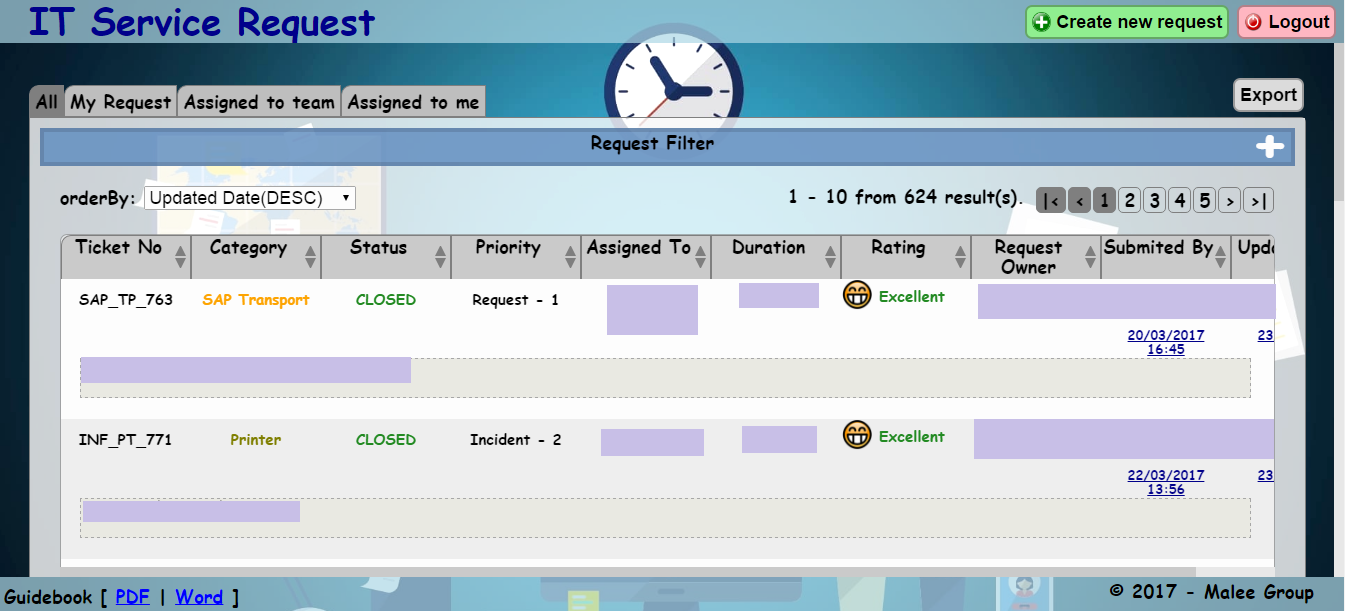 IT Service Request
Create new request
Logout
All
My Request
Assigned to team
Assigned to me
Export
Request Filter
orderBy:
Updated Date(DESC)
1 - 10 from 624 result(s).
|<
<
1
2
3
4
5
>
>|
Ticket No
Category
Status
Priority
Assigned To
Duration
Rating
Request
Owner
Submited By
Upda
SAP_TP_763
SAP Transport
CLOSED
Request - 1
Excellent
20/03/2017
16:45
23
INF_PT_771
Printer
CLOSED
Incident - 2
Excellent
22/03/2017
13:56
23
Guidebook [ PDF | Word ]
© 2017 - Malee Group